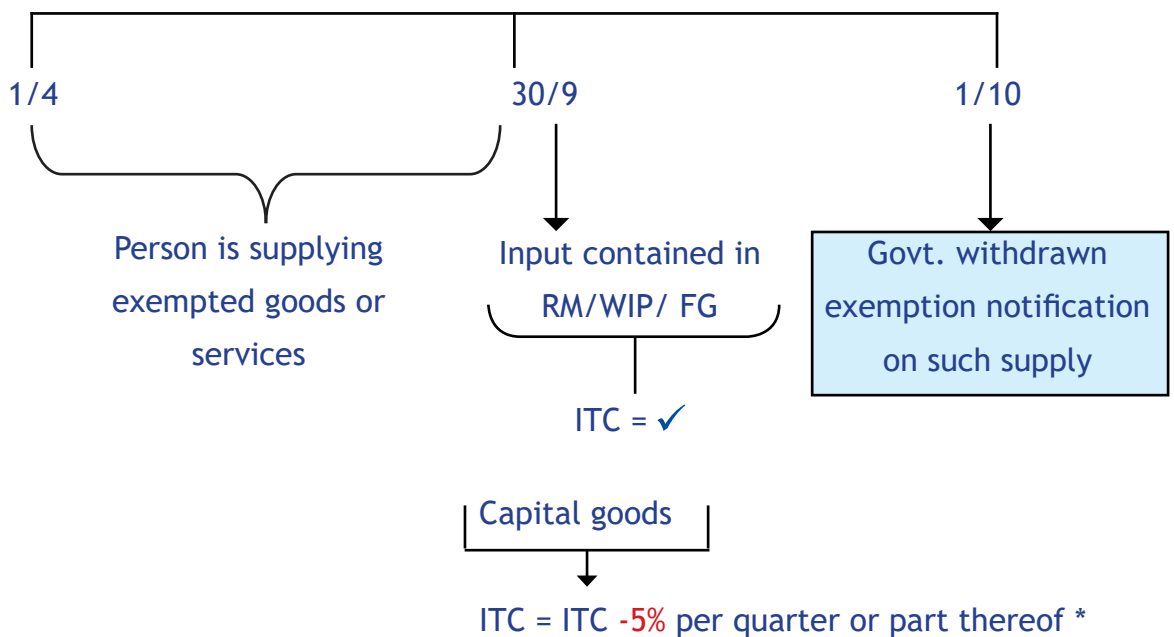 1/4
30/9
1/10
Person is supplying
exempted goods or
services
Input contained in
RM/WIP/ FG
ITC = ✓
Govt. withdrawn
exemption notification
on such supply
Capital goods
ITC = ITC -5% per quarter or part thereof *